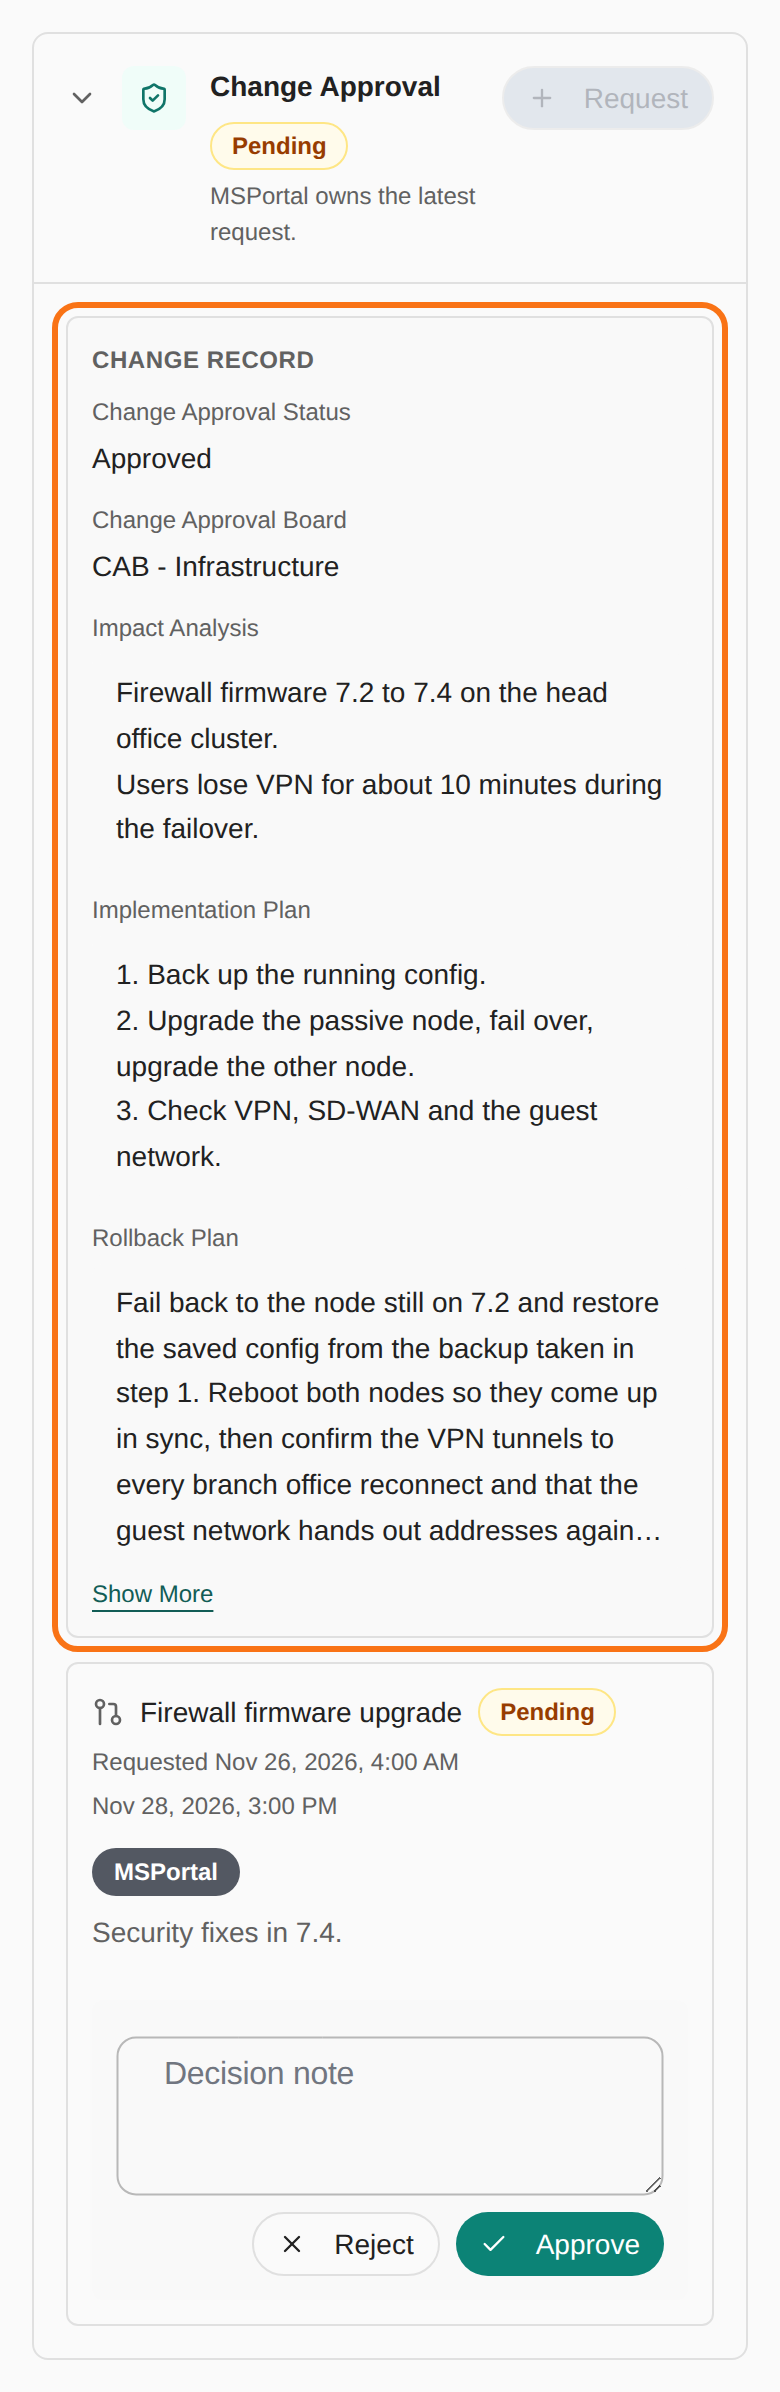 Change Approval
Request
Pending
MSPortal owns the latest
request.
CHANGE RECORD
Change Approval Status
Approved
Change Approval Board
CAB - Infrastructure
Impact Analysis
Firewall firmware 7.2 to 7.4 on the head
office cluster.
Users lose VPN for about 10 minutes during
the failover.
Implementation Plan
1. Back up the running config.
2. Upgrade the passive node, fail over,
upgrade the other node.
3. Check VPN, SD-WAN and the guest
network.
Rollback Plan
Fail back to the node still on 7.2 and restore
the saved config from the backup taken in
step 1. Reboot both nodes so they come up
in sync, then confirm the VPN tunnels to
every branch office reconnect and that the
guest network hands out addresses again…
Show More
Firewall firmware upgrade
Pending
Requested Nov 26, 2026, 4:00 AM
Nov 28, 2026, 3:00 PM
MSPortal
Security fixes in 7.4.
Decision note
Reject
Approve